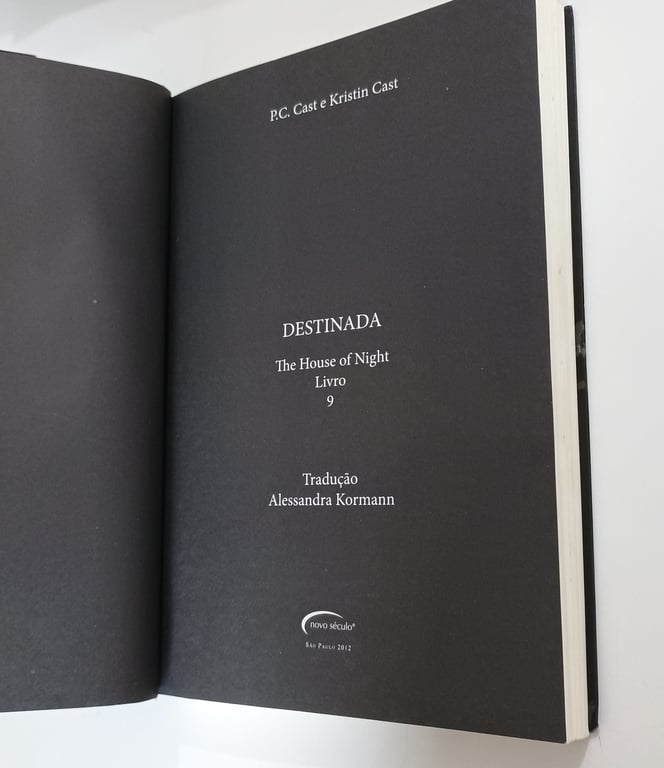 P.C. Cast e Kristin Cast
DESTINADA
The House of Night
Livro
9
Tradução
Alessandra Kormann
novo século®
São Paulo 2012